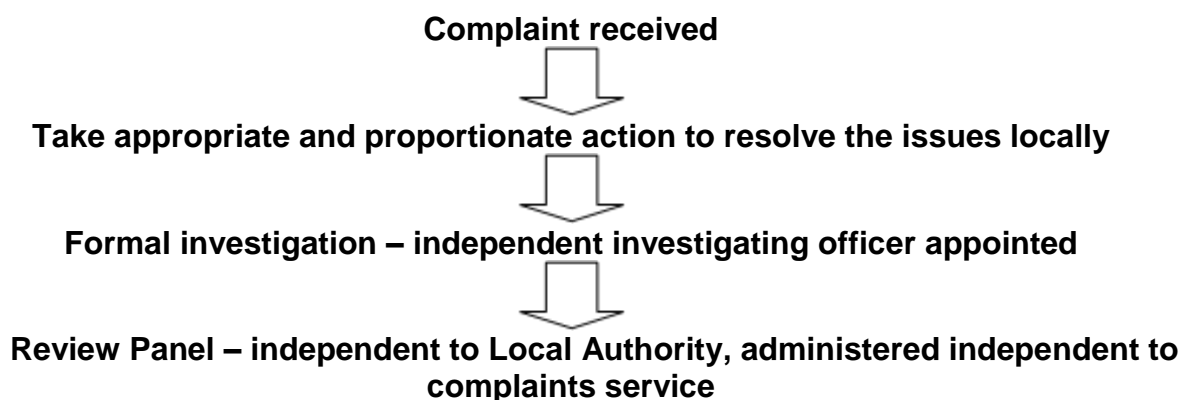 Complaint received
Take appropriate and proportionate action to resolve the issues locally
Formal investigation – independent investigating officer appointed
Review Panel – independent to Local Authority, administered independent to
complaints service